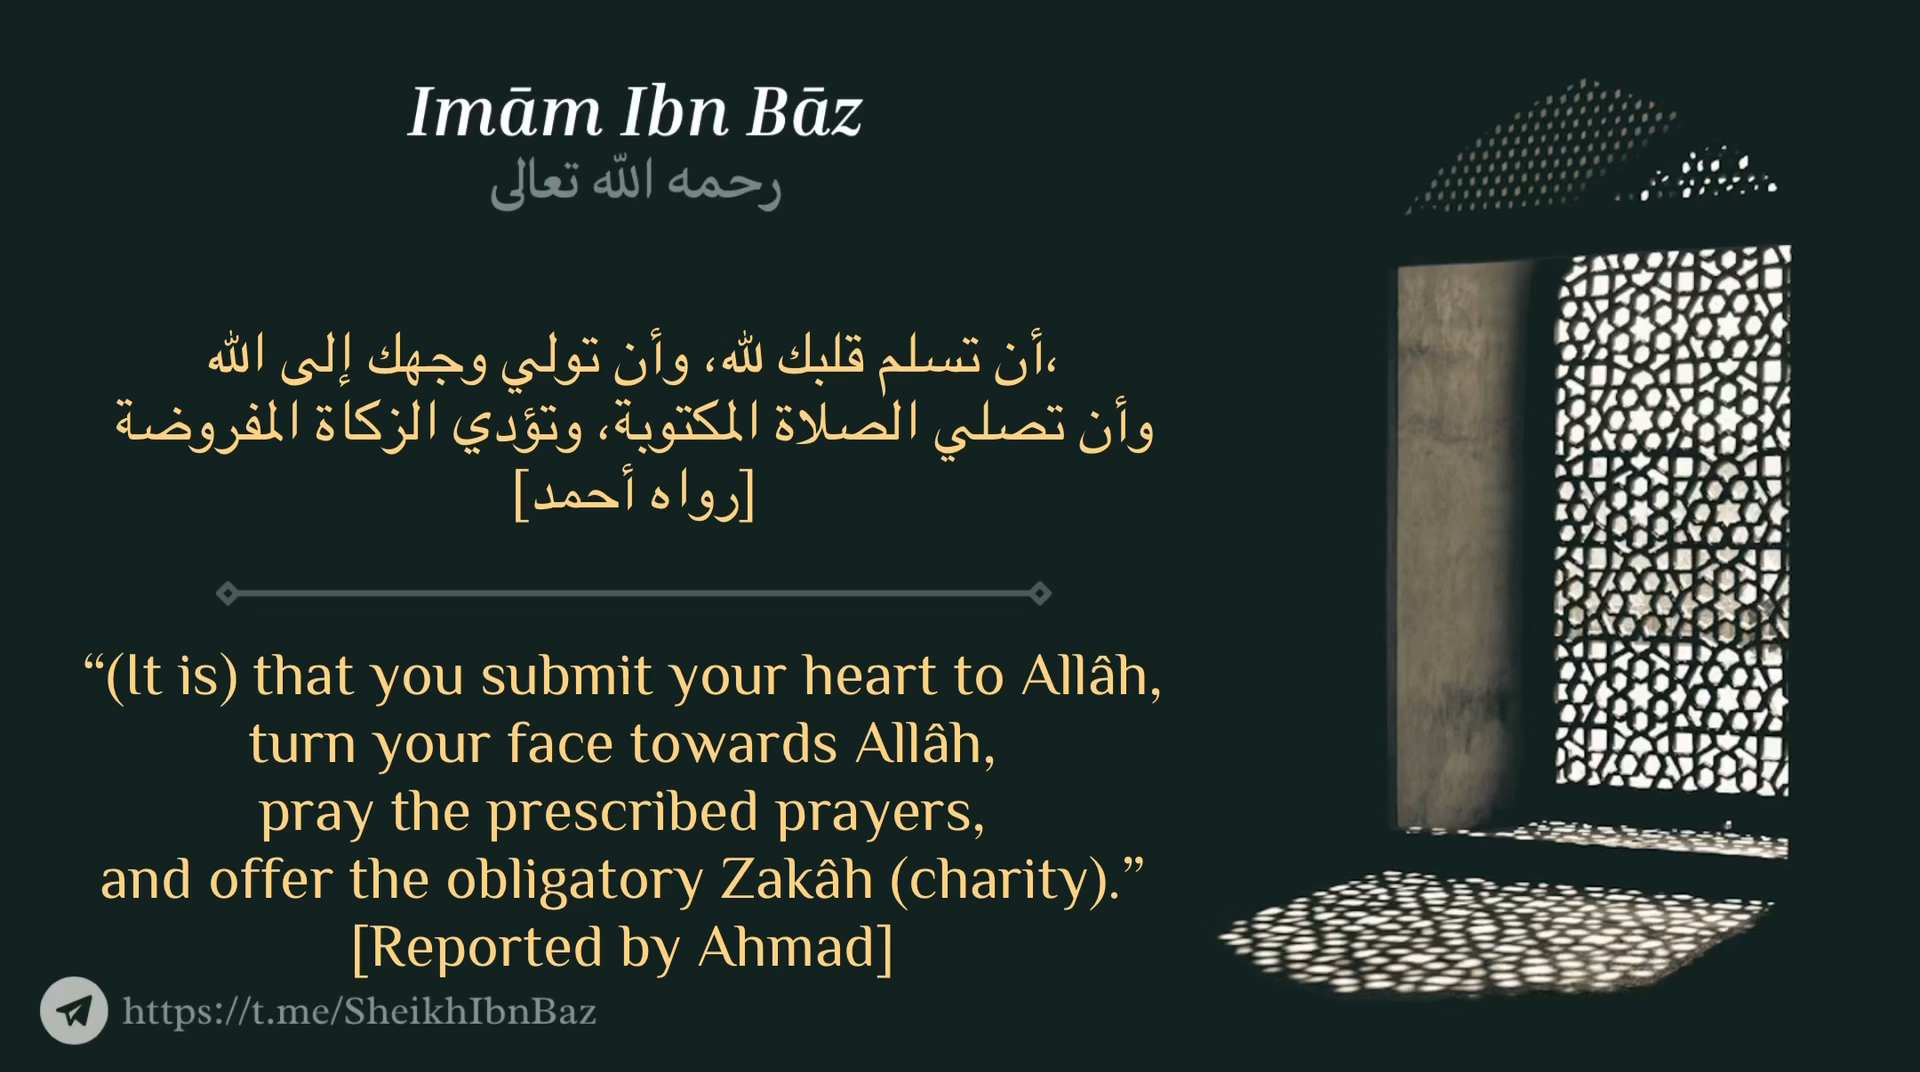 Imām Ibn Bāz
رحمه الله تعالى
أن تسلم قلبك لله، وأن تولي وجهك إلى الله،
وأن تصلي الصلاة المكتوبة، وتؤدي الزكاة المفروضة
[رواه أحمد]
“(It is) that you submit your heart to Allâh,
turn your face towards Allâh,
pray the prescribed prayers,
and offer the obligatory Zakâh (charity).”
[Reported by Ahmad]
https://t.me/SheikhIbnBaz